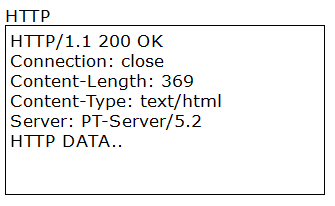 HTTP
HTTP/1.1 200 OK
Connection: close
Content-Length: 369
Content-Type: text/html
Server: PT-Server/5.2
HTTP DATA..